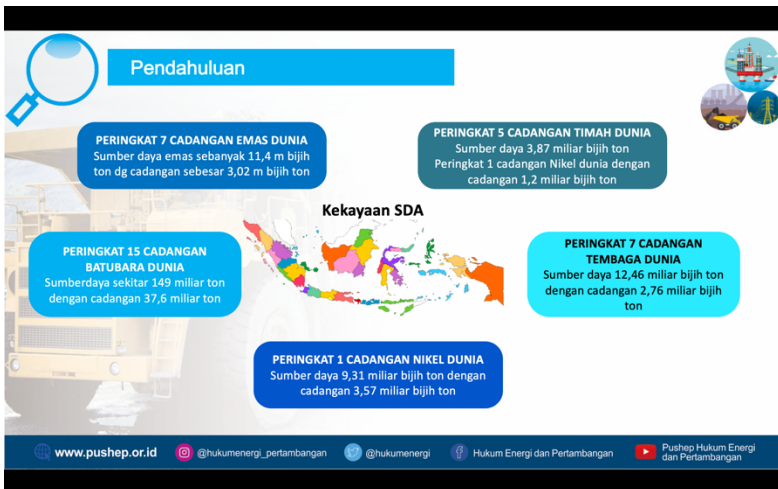 Pendahuluan
PERINGKAT 7 CADANGAN EMAS DUNIA
Sumber daya emas sebanyak 11,4 m bijih
ton dg cadangan sebesar 3,02 m bijih ton
PERINGKAT 5 CADANGAN TIMAH DUNIA
Sumber daya 3,87 miliar bijih ton
Peringkat 1 cadangan Nikel dunia dengan
cadangan 1,2 miliar bijih ton
Kekayaan SDA
PERINGKAT 15 CADANGAN
BATUBARA DUNIA
Sumberdaya sekitar 149 miliar ton
dengan cadangan 37,6 miliar ton
PERINGKAT 7 CADANGAN
TEMBAGA DUNIA
Sumber daya 12,46 miliar bijih ton
dengan cadangan 2,76 miliar bijih
ton
PERINGKAT 1 CADANGAN NIKEL DUNIA
Sumber daya 9,31 miliar bijih ton dengan
cadangan 3,57 miliar bijih ton
www.pushep.or.id
@hukumenergi_pertambangan
@hukumenergi
Hukum Energi dan Pertambangan
Pushep Hukum Energi
dan Pertambangan